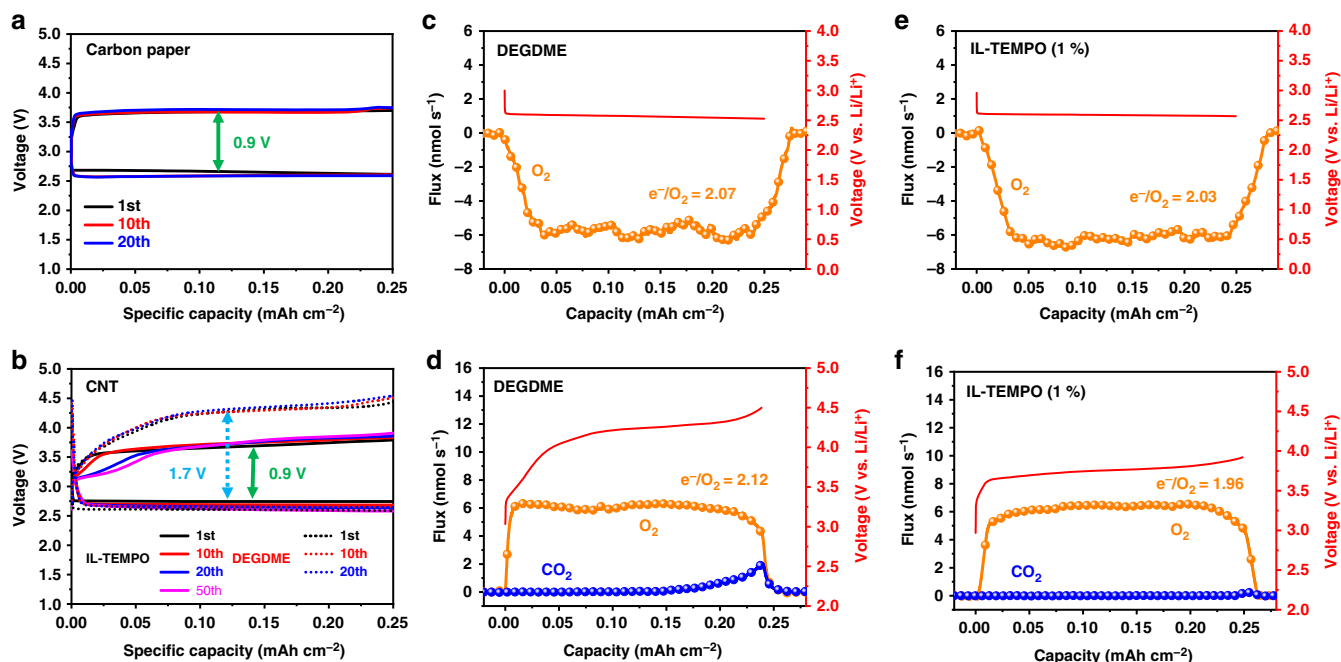 a
Carbon paper
5.0
4.5
4.0
3.5
3.0
2.5
2.0
1.5
1.0
Voltage (V)
0.9 V
1st
10th
20th
0.00 0.05 0.10 0.15 0.20 0.25
Specific capacity (mAh cm⁻²)
c
DEGDME
6
4
2
0
−2
−4
−6
−8
Flux (nmol s⁻¹)
O₂
e⁻/O₂ = 2.07
4.0
3.5
3.0
2.5
2.0
1.5
1.0
0.5
0.0
Voltage (V vs. Li/Li⁺)
0.00 0.05 0.10 0.15 0.20 0.25
Capacity (mAh cm⁻²)
e
IL-TEMPO (1 %)
6
4
2
0
−2
−4
−6
−8
Flux (nmol s⁻¹)
O₂
e⁻/O₂ = 2.03
4.0
3.5
3.0
2.5
2.0
1.5
1.0
0.5
0.0
Voltage (V vs. Li/Li⁺)
0.00 0.05 0.10 0.15 0.20 0.25
Capacity (mAh cm⁻²)
b
CNT
5.0
4.5
4.0
3.5
3.0
2.5
2.0
1.5
1.0
Voltage (V)
1.7 V
0.9 V
1st 1st
IL-TEMPO 10th DEGDME 10th
20th 20th
50th
0.00 0.05 0.10 0.15 0.20 0.25
Specific capacity (mAh cm⁻²)
d
DEGDME
16
14
12
10
8
6
4
2
0
Flux (nmol s⁻¹)
e⁻/O₂ = 2.12
O₂
CO₂
5.0
4.5
4.0
3.5
3.0
2.5
2.0
Voltage (V vs. Li/Li⁺)
0.00 0.05 0.10 0.15 0.20 0.25
Capacity (mAh cm⁻²)
f
IL-TEMPO (1 %)
16
14
12
10
8
6
4
2
0
Flux (nmol s⁻¹)
e⁻/O₂ = 1.96
O₂
CO₂
5.0
4.5
4.0
3.5
3.0
2.5
2.0
Voltage (V vs. Li/Li⁺)
0.00 0.05 0.10 0.15 0.20 0.25
Capacity (mAh cm⁻²)